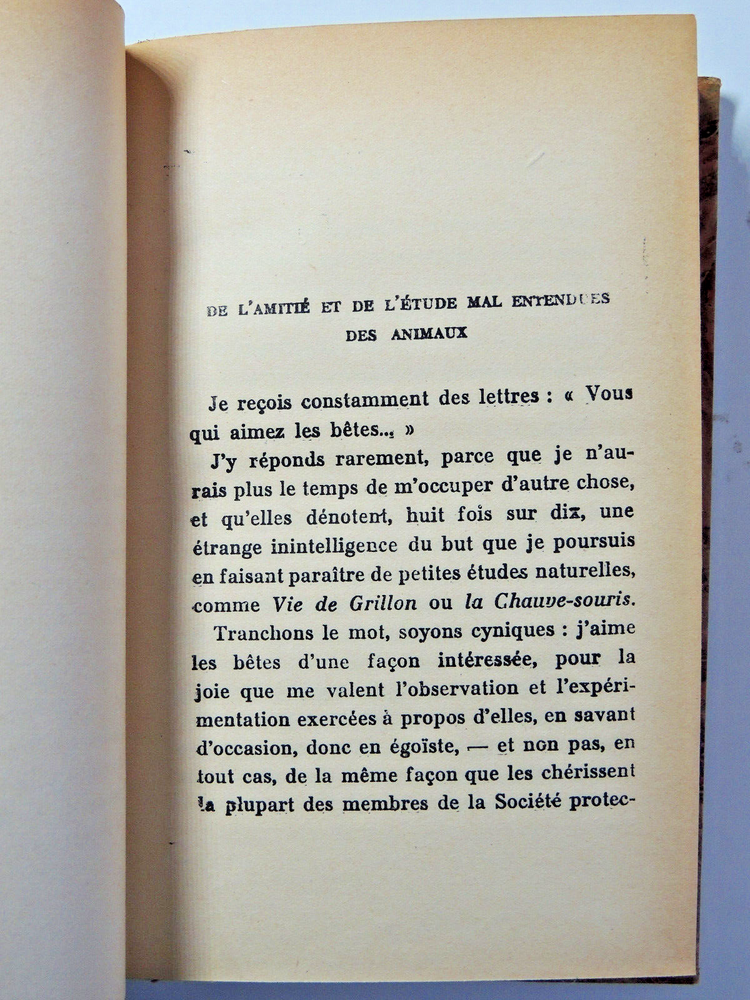 DE L'AMITIÉ ET DE L'ÉTUDE MAL ENTENDUES
DES ANIMAUX
Je reçois constamment des lettres : « Vous
qui aimez les bêtes... »
J'y réponds rarement, parce que je n'au-
rais plus le temps de m'occuper d'autre chose,
et qu'elles dénotent, huit fois sur dix, une
étrange inintelligence du but que je poursuis
en faisant paraître de petites études naturelles,
comme Vie de Grillon ou la Chauve-souris.
Tranchons le mot, soyons cyniques : j'aime
les bêtes d'une façon intéressée, pour la
joie que me valent l'observation et l'expéri-
mentation exercées à propos d'elles, en savant
d'occasion, donc en égoïste, — et non pas, en
tout cas, de la même façon que les chérissent
la plupart des membres de la Société protec-